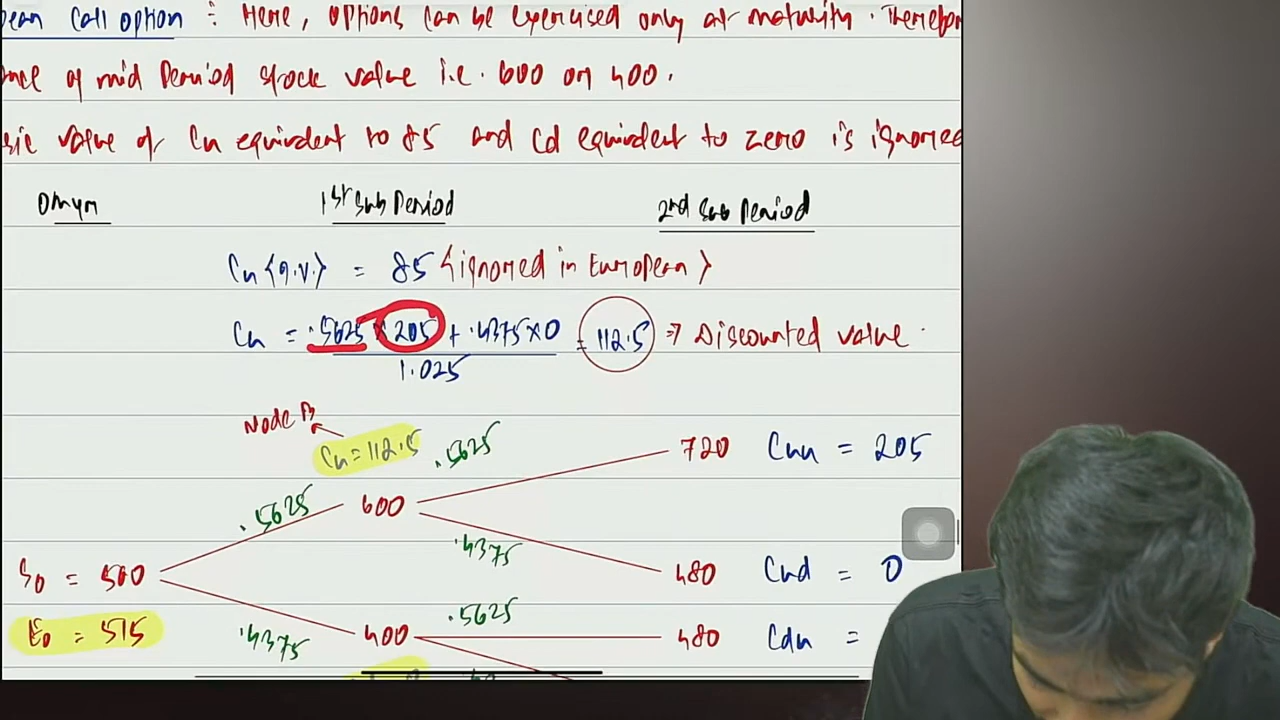 pean Call option : Here, options can be exercised only at maturity. Therefor
ence of mid Period stock value i.e. 600 or 400.
sic value of Cu equivalent to 85 and Cd equivalent to zero is ignored
0myn
1st Sub Period
2nd Sub Period
Cu {q.v.} = 85 {ignored in European}
Cu = .5625 × 205 + .4375 × 0 = 112.5 → Discounted value.
1.025
Node B
Cu = 112.5
.5625
720 Cuu = 205
.5625
600
.4375
S0 = 500
480 Cud = 0
.5625
E0 = 515
.4375
400
480 Cdu =